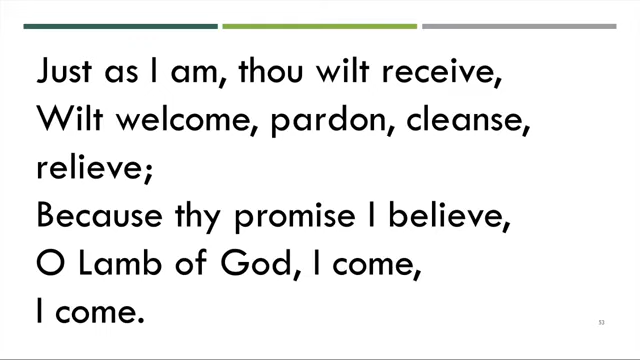 Just as I am, thou wilt receive,
Wilt welcome, pardon, cleanse,
relieve;
Because thy promise I believe,
O Lamb of God, I come,
I come.
53